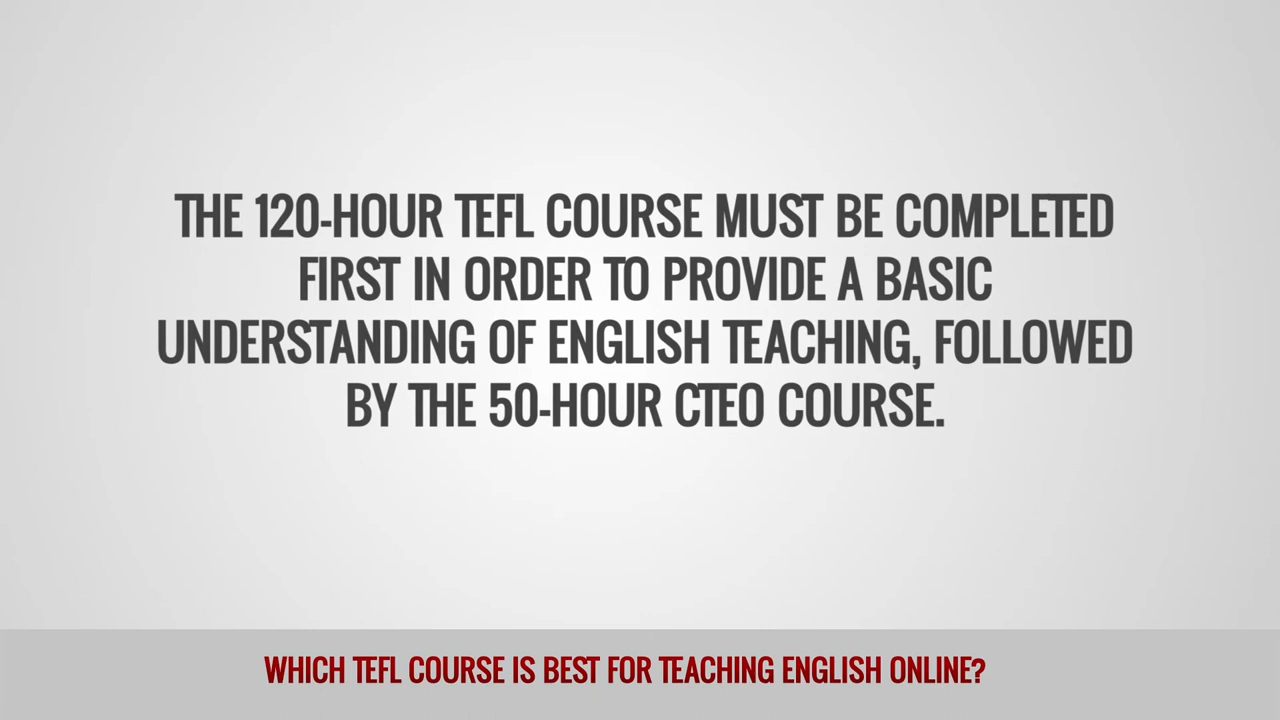 THE 120-HOUR TEFL COURSE MUST BE COMPLETED
FIRST IN ORDER TO PROVIDE A BASIC
UNDERSTANDING OF ENGLISH TEACHING, FOLLOWED
BY THE 50-HOUR CTEO COURSE.
WHICH TEFL COURSE IS BEST FOR TEACHING ENGLISH ONLINE?